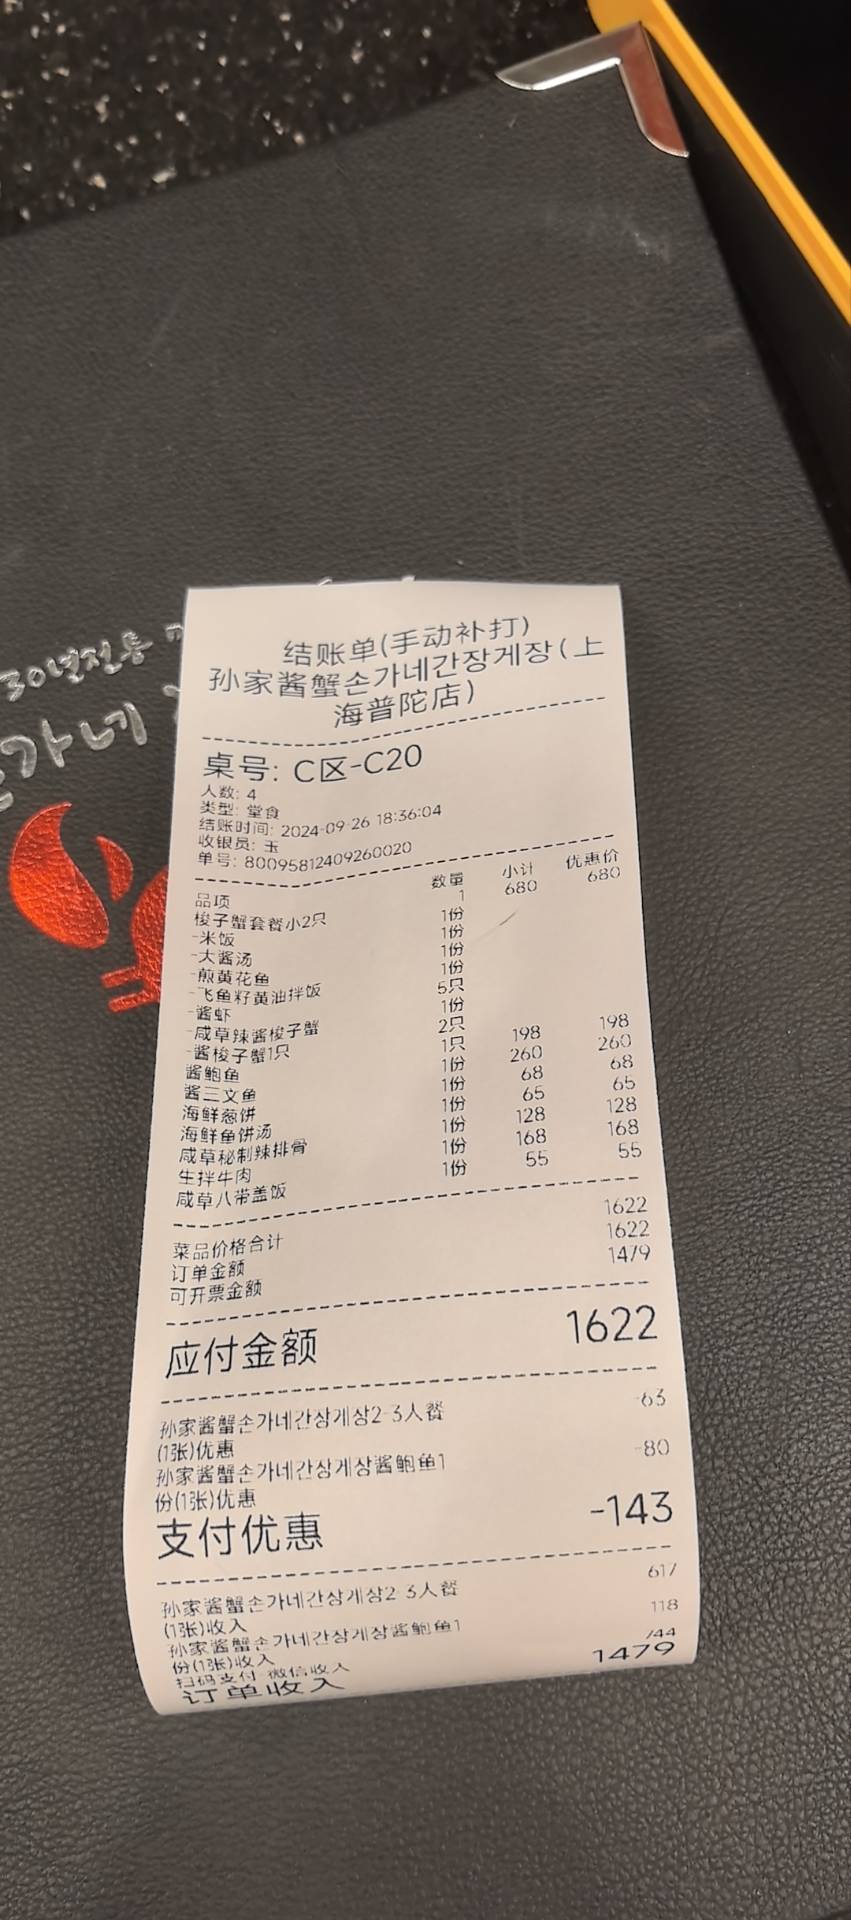 30년전통
가네
结账单(手动补打)
孙家酱蟹손가네간장게장(上
海普陀店)
桌号: C区-C20
人数: 4
类型: 堂食
结账时间: 2024-09-26 18:36:04
收银员: 玉
单号: 80095812409260020
品项 数量 小计 优惠价
梭子蟹套餐小2只 1 680 680
-米饭 1份
-大酱汤 1份
-煎黄花鱼 1份
-飞鱼籽黄油拌饭 1份
-酱虾 5只
-咸草辣酱梭子蟹 1份
-酱梭子蟹1只 2只
酱鲍鱼 1只 198 198
酱三文鱼 1份 260 260
海鲜葱饼 1份 68 68
海鲜鱼饼汤 1份 65 65
咸草秘制辣排骨 1份 128 128
生拌牛肉 1份 168 168
咸草八带盖饭 1份 55 55
菜品价格合计 1622
订单金额 1622
可开票金额 1479
应付金额 1622
孙家酱蟹손가네간장게장2-3人餐 -63
(1张)优惠
孙家酱蟹손가네간장게장酱鲍鱼1 -80
份(1张)优惠
支付优惠 -143
孙家酱蟹손가네간장게장2-3人餐 617
(1张)收入
孙家酱蟹손가네간장게장酱鲍鱼1 118
份(1张)收入
扫码支付 微信收入 744
订单收入 1479